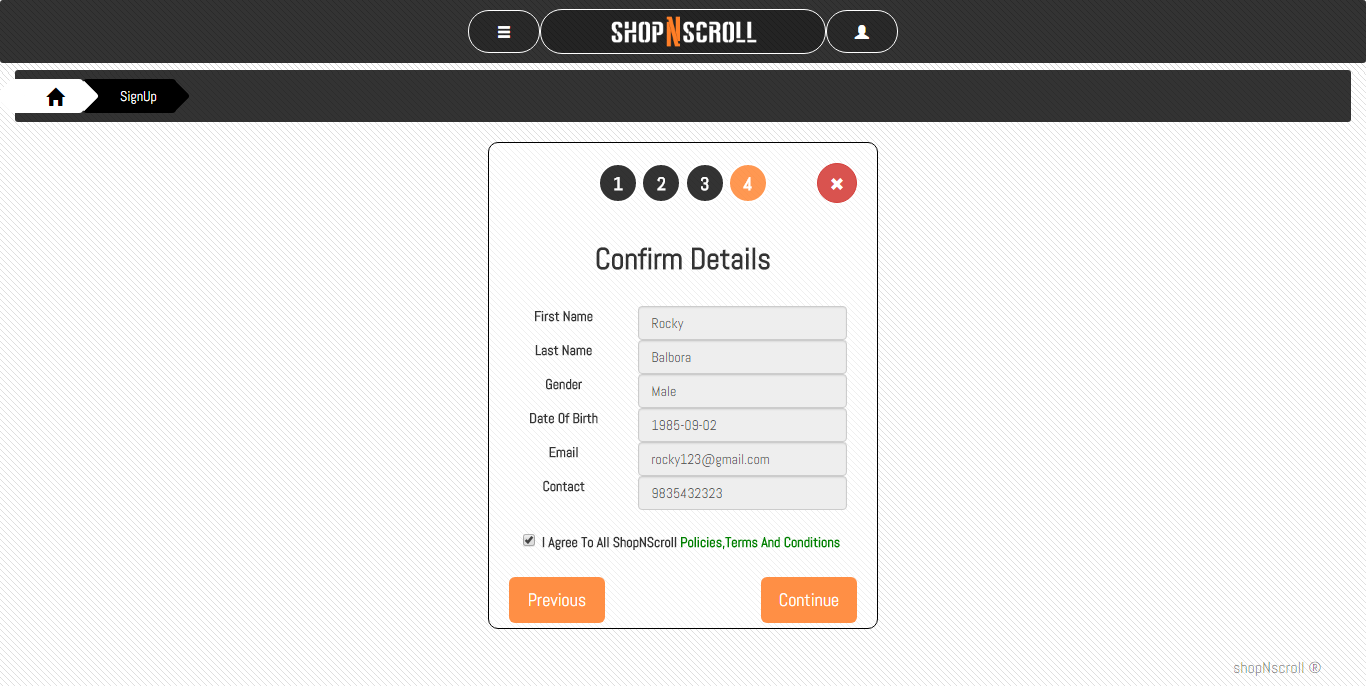 SHOPNSCROLL
SignUp
1 2 3 4
Confirm Details
First Name Rocky
Last Name Balbora
Gender Male
Date Of Birth 1985-09-02
Email rocky123@gmail.com
Contact 9835432323
I Agree To All ShopNScroll Policies,Terms And Conditions
Previous Continue
shopNscroll ®